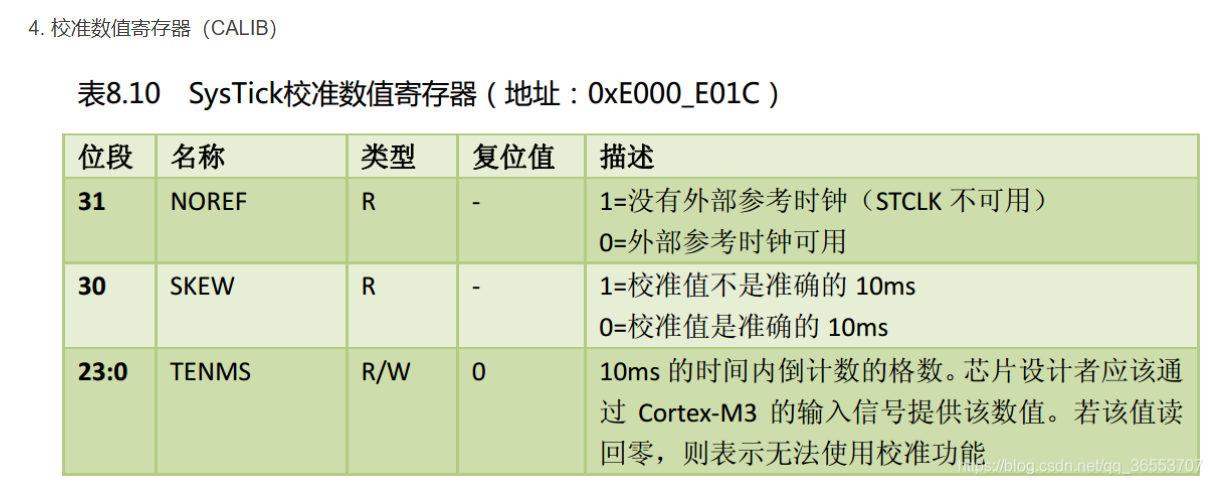 4. 校准数值寄存器（CALIB）
表8.10 SysTick校准数值寄存器（地址：0xE000_E01C）
位段 名称 类型 复位值 描述
31 NOREF R - 1=没有外部参考时钟（STCLK 不可用）
0=外部参考时钟可用
30 SKEW R - 1=校准值不是准确的 10ms
0=校准值是准确的 10ms
23:0 TENMS R/W 0 10ms 的时间内倒计数的格数。芯片设计者应该通
过 Cortex-M3 的输入信号提供该数值。若该值读
回零，则表示无法使用校准功能
https://blog.csdn.net/qq_36553707